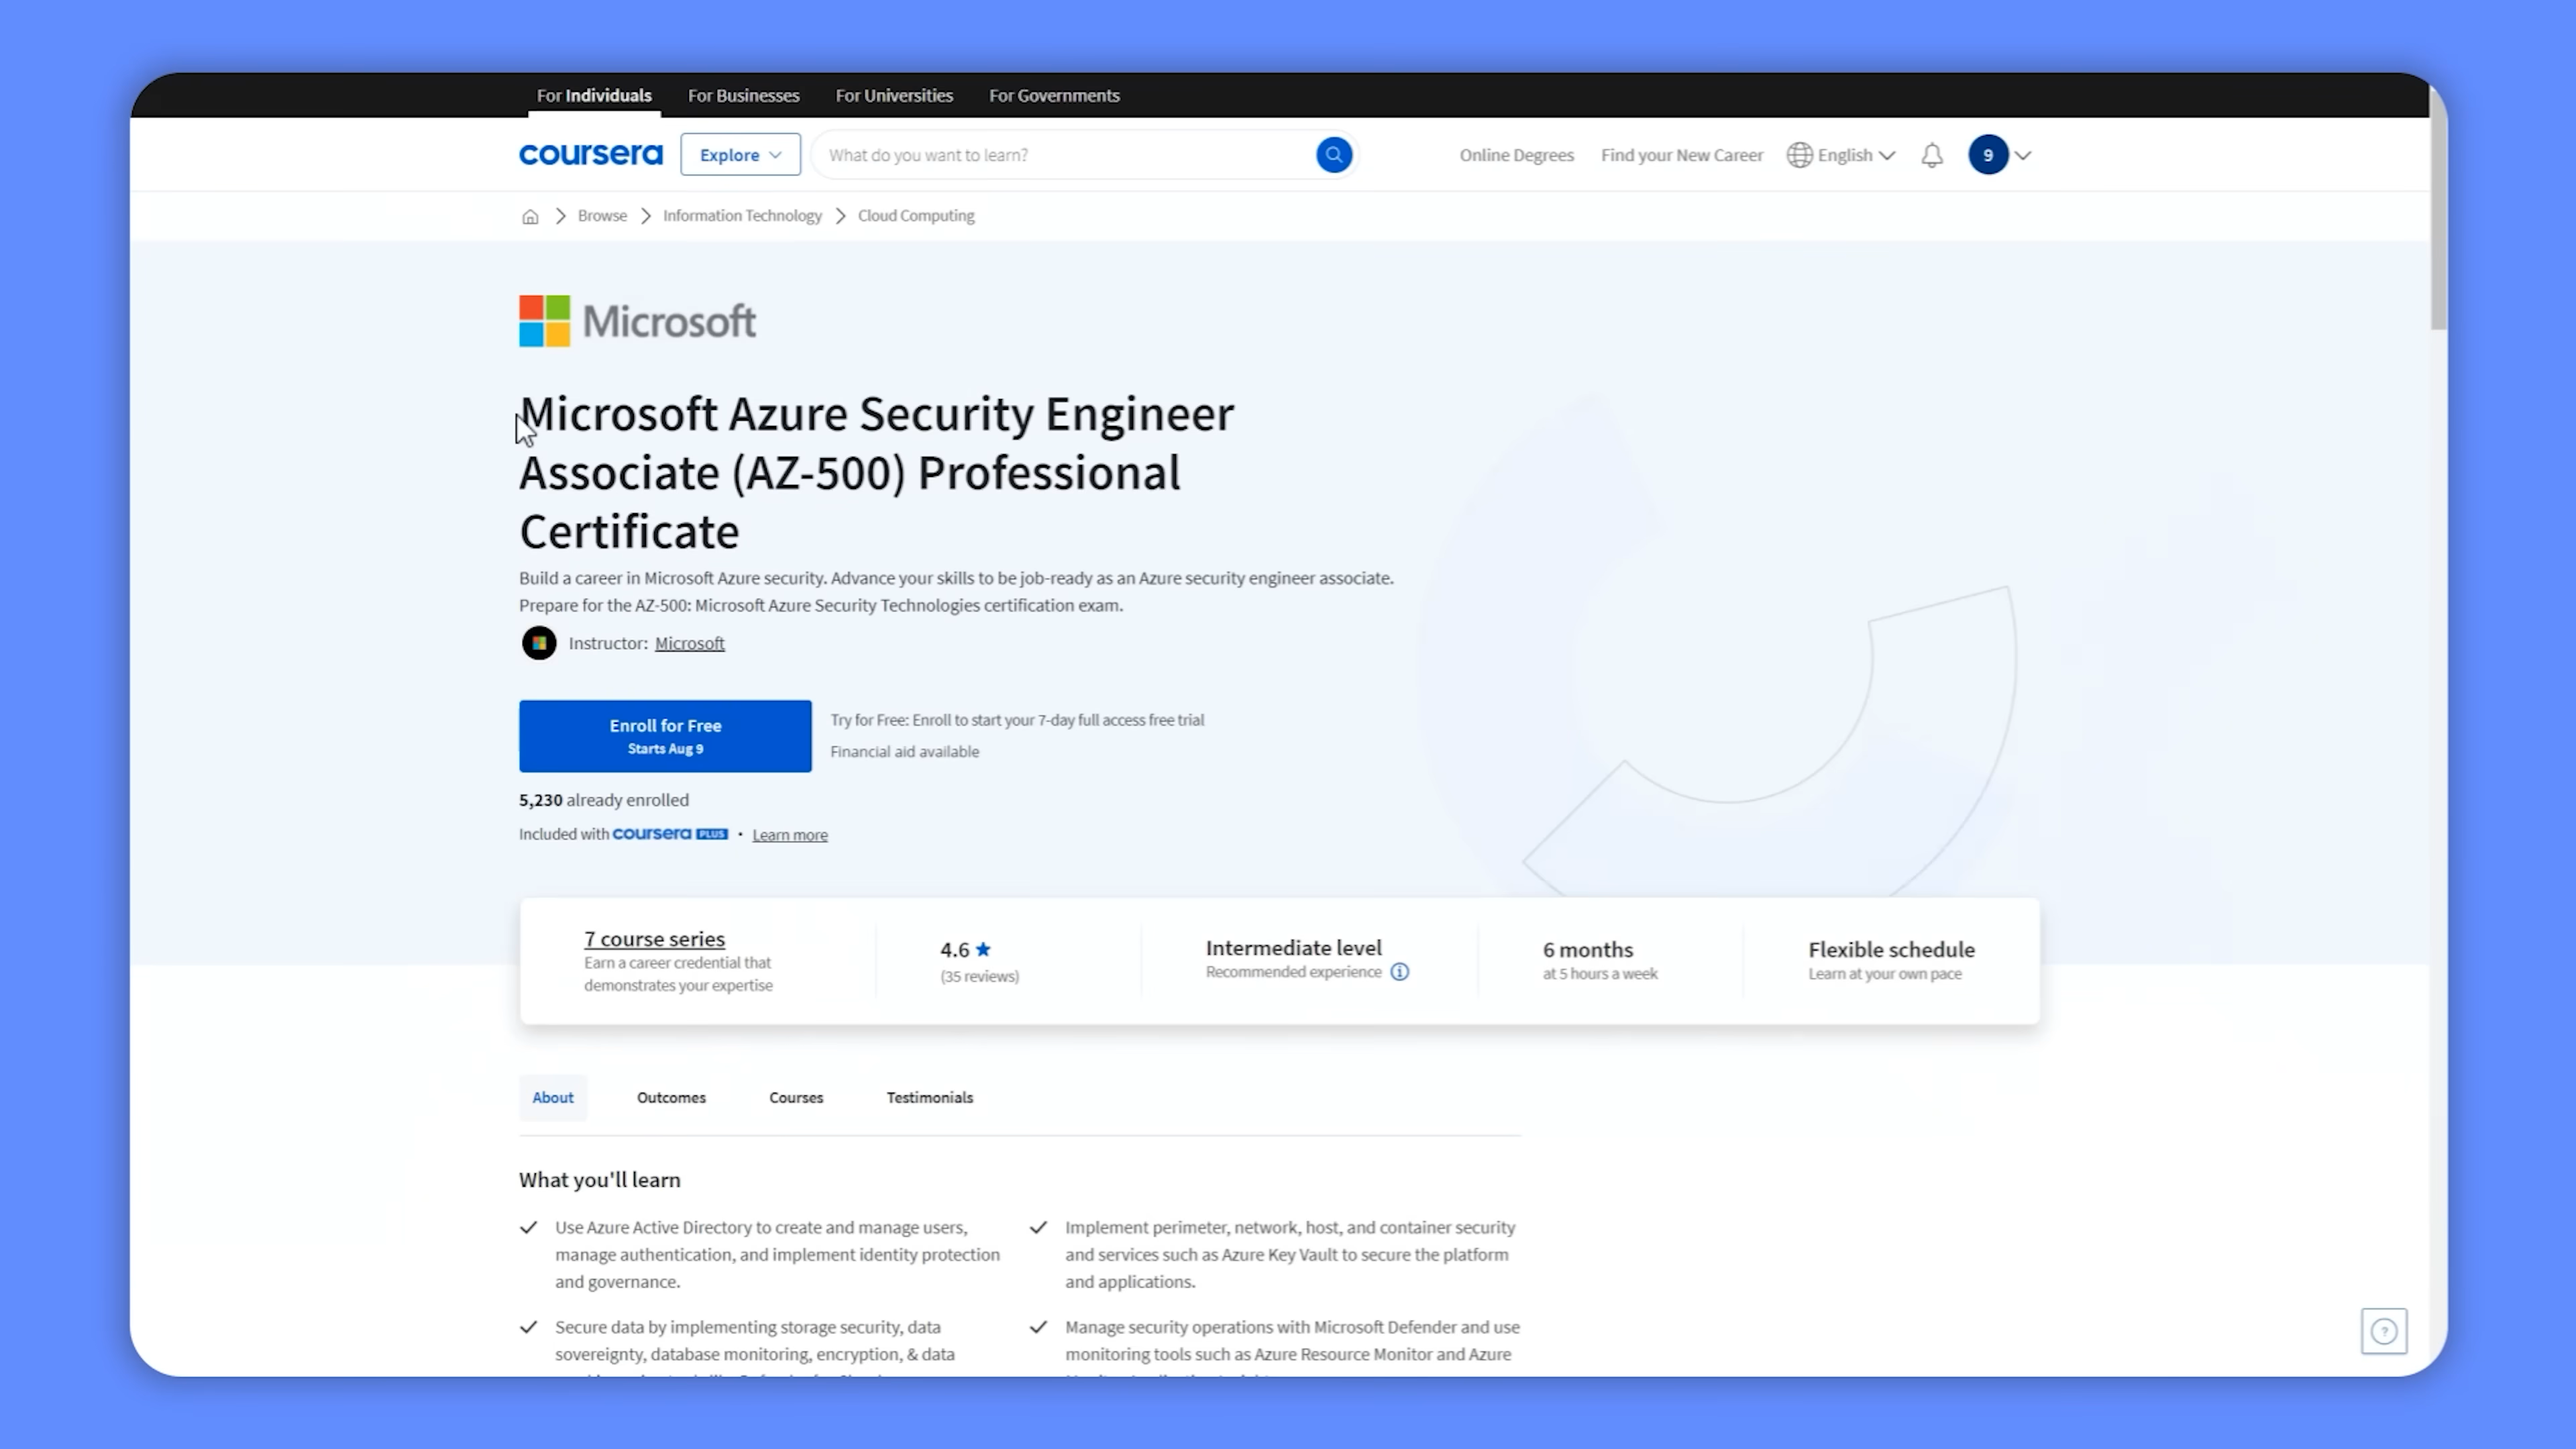 For Individuals For Businesses For Universities For Governments
coursera Explore What do you want to learn? Online Degrees Find your New Career English 9
Browse Information Technology Cloud Computing
Microsoft
Microsoft Azure Security Engineer
Associate (AZ-500) Professional
Certificate
Build a career in Microsoft Azure security. Advance your skills to be job-ready as an Azure security engineer associate.
Prepare for the AZ-500: Microsoft Azure Security Technologies certification exam.
Instructor: Microsoft
Enroll for Free
Starts Aug 9
Try for Free: Enroll to start your 7-day full access free trial
Financial aid available
5,230 already enrolled
Included with coursera PLUS • Learn more
7 course series
Earn a career credential that
demonstrates your expertise
4.6 ★
(35 reviews)
Intermediate level
Recommended experience
6 months
at 5 hours a week
Flexible schedule
Learn at your own pace
About Outcomes Courses Testimonials
What you'll learn
Use Azure Active Directory to create and manage users,
manage authentication, and implement identity protection
and governance.
Implement perimeter, network, host, and container security
and services such as Azure Key Vault to secure the platform
and applications.
Secure data by implementing storage security, data
sovereignty, database monitoring, encryption, & data
Manage security operations with Microsoft Defender and use
monitoring tools such as Azure Resource Monitor and Azure